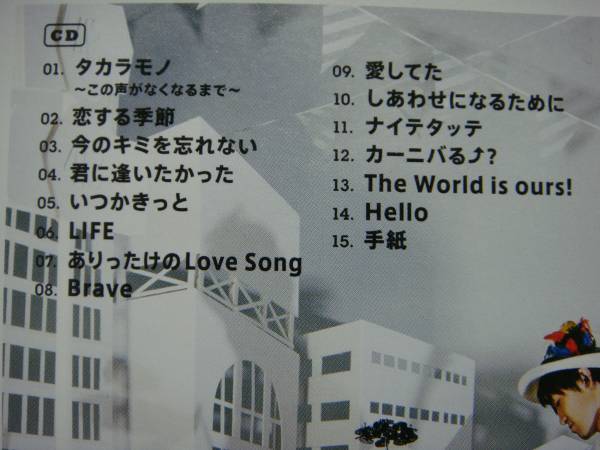 CD
01. タカラモノ
〜この声がなくなるまで〜
02. 恋する季節
03. 今のキミを忘れない
04. 君に逢いたかった
05. いつかきっと
06. LIFE
07. ありったけのLove Song
08. Brave
09. 愛してた
10. しあわせになるために
11. ナイテタッテ
12. カーニバる⤴?
13. The World is ours!
14. Hello
15. 手紙